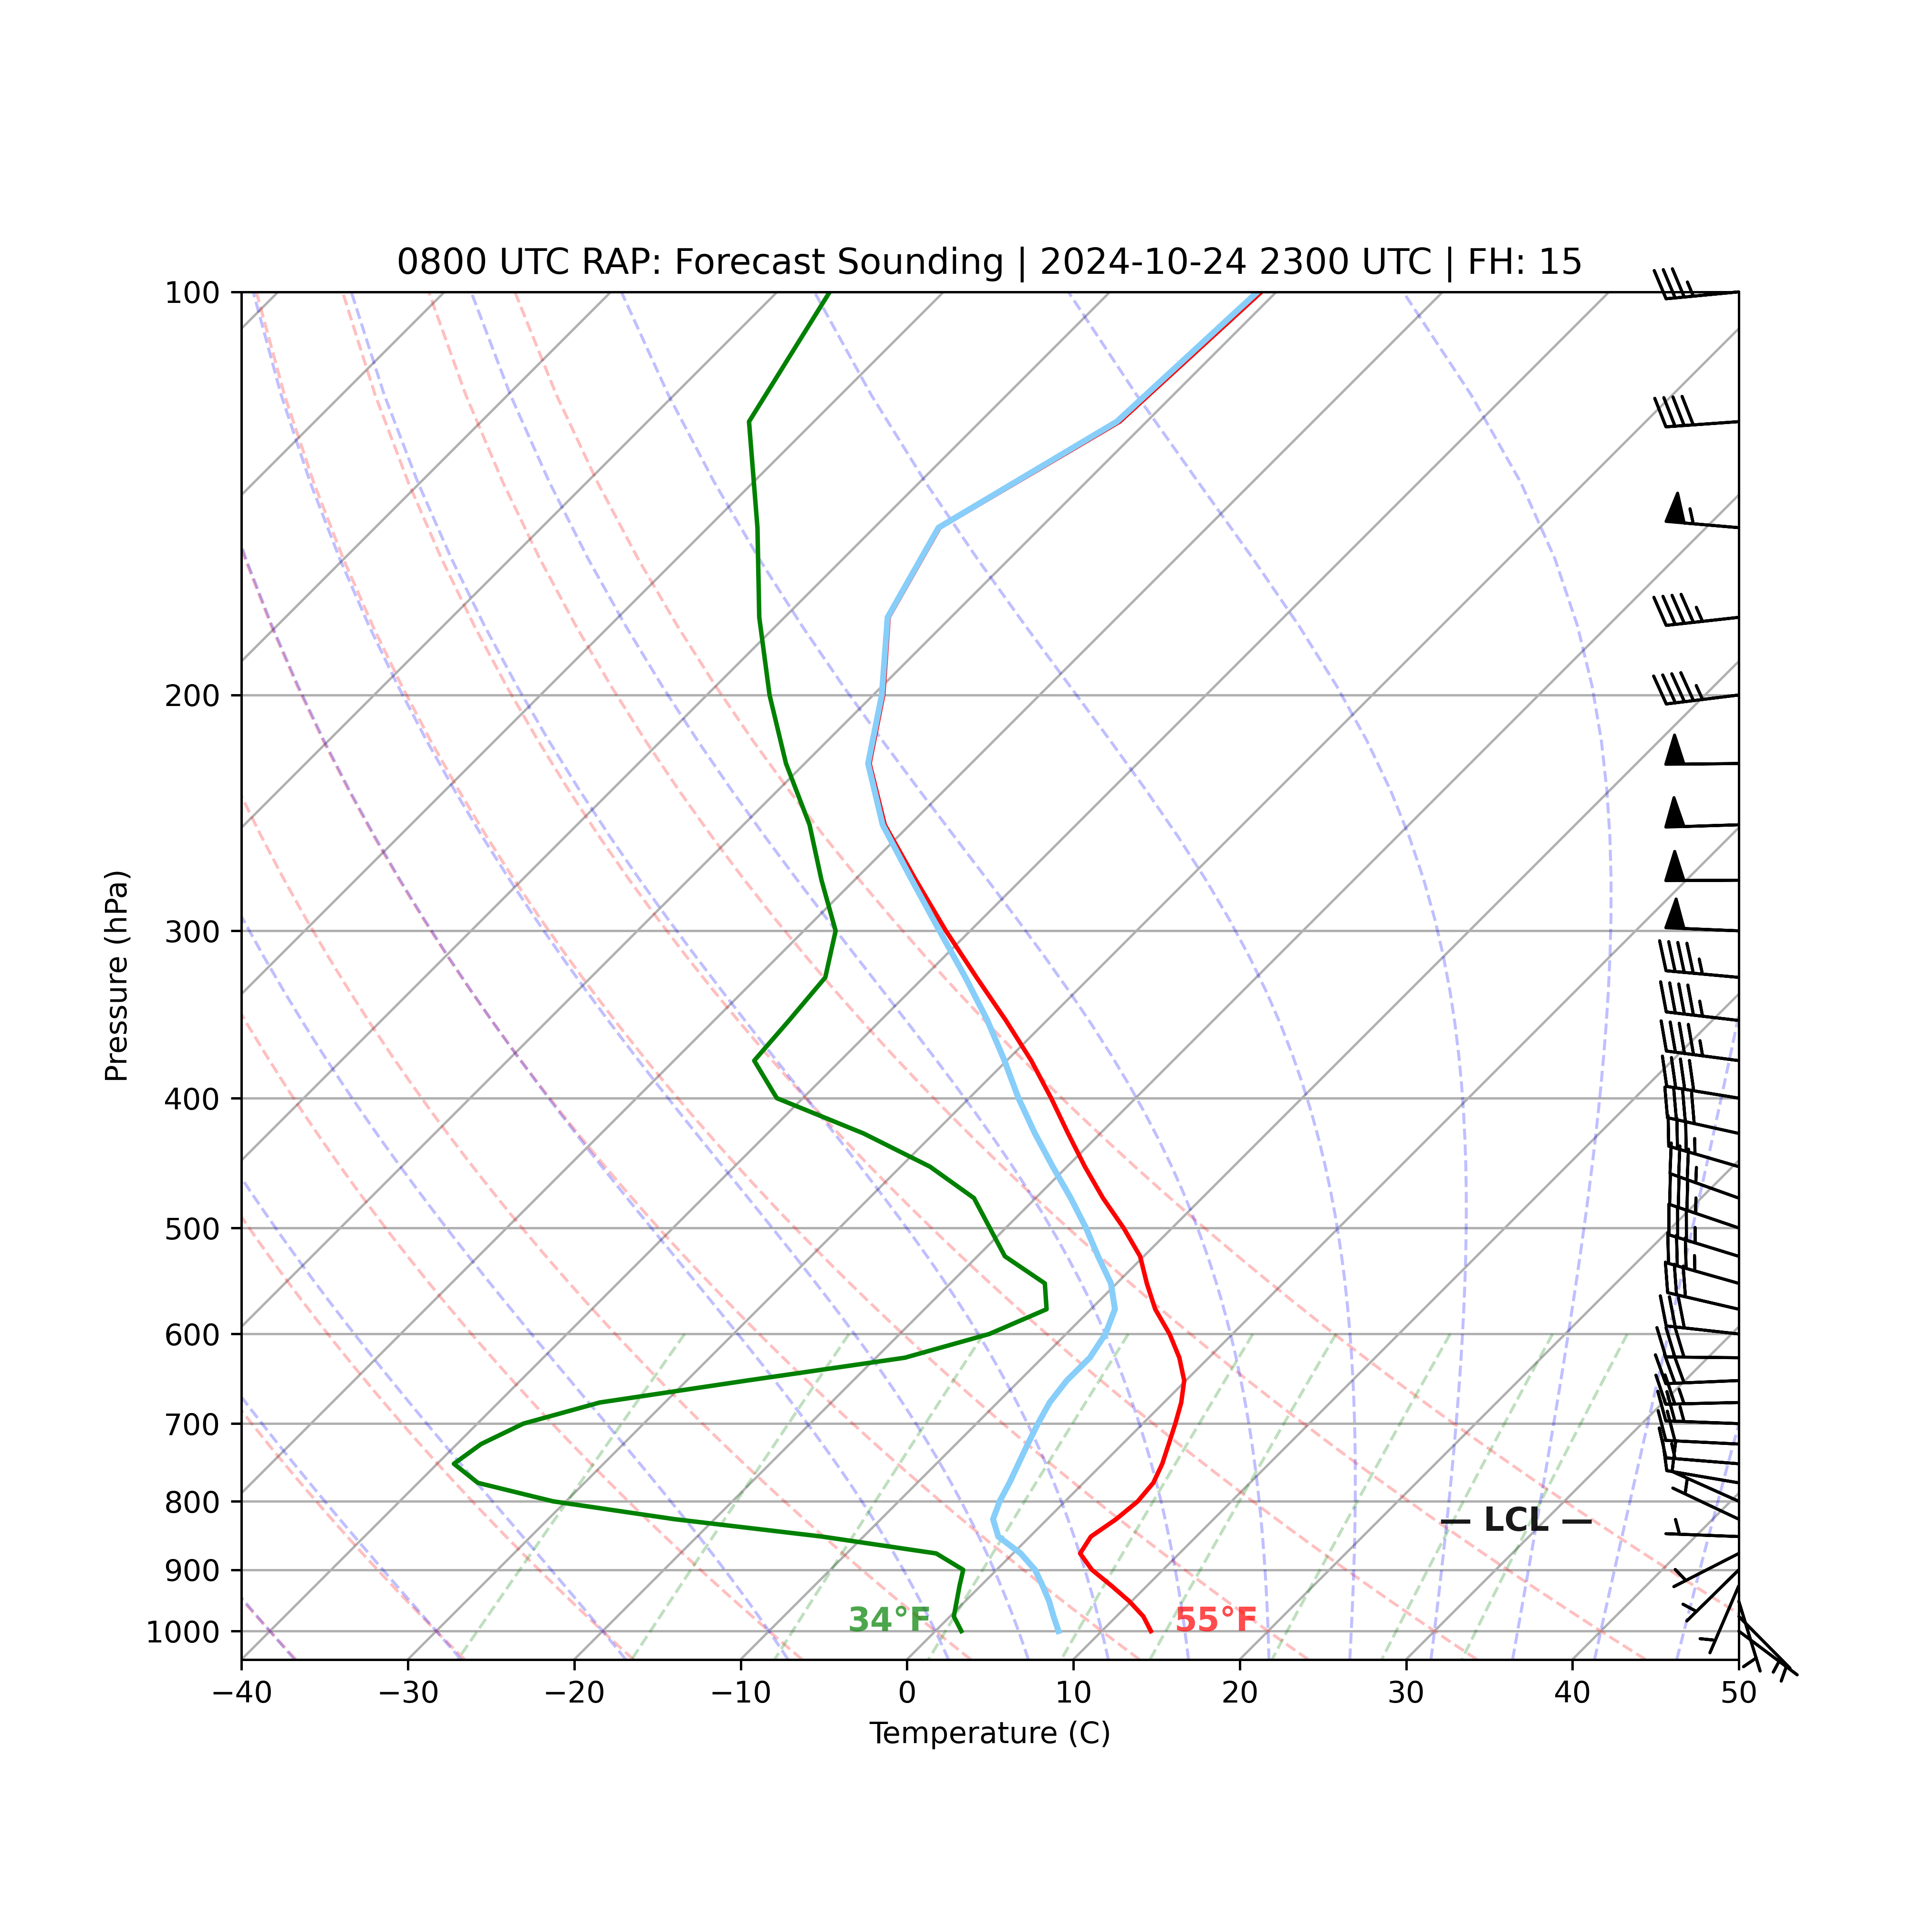 0800 UTC RAP: Forecast Sounding | 2024-10-24 2300 UTC | FH: 15
100
200
300
400
500
600
700
800
900
1000
Pressure (hPa)
— LCL —
34°F
55°F
−40 −30 −20 −10 0 10 20 30 40 50
Temperature (C)